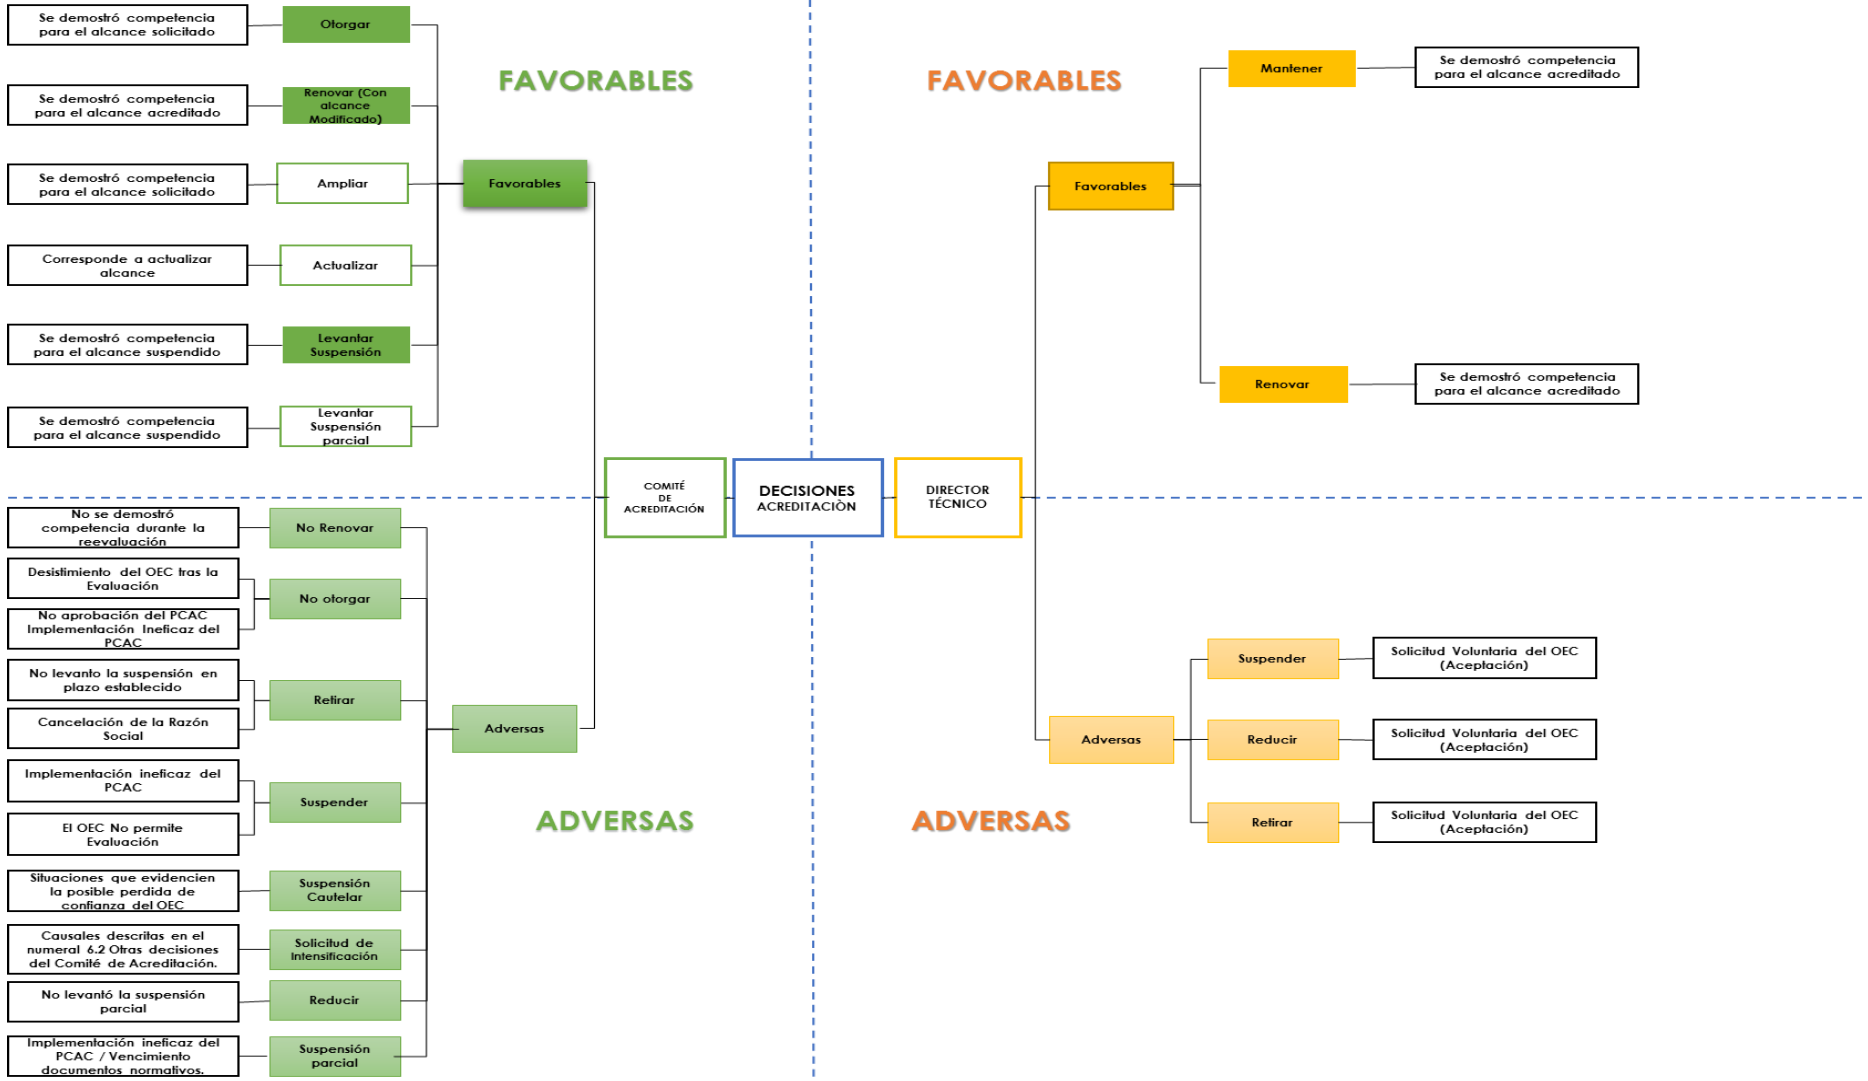 Se demostró competencia
para el alcance solicitado
Otorgar
Se demostró competencia
para el alcance acreditado
Renovar (Con
alcance
Modificado)
Se demostró competencia
para el alcance solicitado
Ampliar
Corresponde a actualizar
alcance
Actualizar
Se demostró competencia
para el alcance suspendido
Levantar
Suspensión
Se demostró competencia
para el alcance suspendido
Levantar
Suspensión
parcial
FAVORABLES
Favorables
FAVORABLES
Favorables
Mantener
Se demostró competencia
para el alcance acreditado
Renovar
Se demostró competencia
para el alcance acreditado
COMITÉ
DE
ACREDITACIÓN
DECISIONES
ACREDITACIÒN
DIRECTOR
TÉCNICO
No se demostró
competencia durante la
reevaluación
No Renovar
Desistimiento del OEC tras la
Evaluación
No aprobación del PCAC
Implementación Ineficaz del
PCAC
No otorgar
No levanto la suspensión en
plazo establecido
Cancelación de la Razón
Social
Retirar
Implementación ineficaz del
PCAC
El OEC No permite
Evaluación
Suspender
Situaciones que evidencien
la posible perdida de
confianza del OEC
Suspensión
Cautelar
Causales descritas en el
numeral 6.2 Otras decisiones
del Comité de Acreditación.
Solicitud de
Intensificación
No levantó la suspensión
parcial
Reducir
Implementación ineficaz del
PCAC / Vencimiento
documentos normativos.
Suspensión
parcial
Adversas
ADVERSAS
Adversas
ADVERSAS
Suspender
Solicitud Voluntaria del OEC
(Aceptación)
Reducir
Solicitud Voluntaria del OEC
(Aceptación)
Retirar
Solicitud Voluntaria del OEC
(Aceptación)